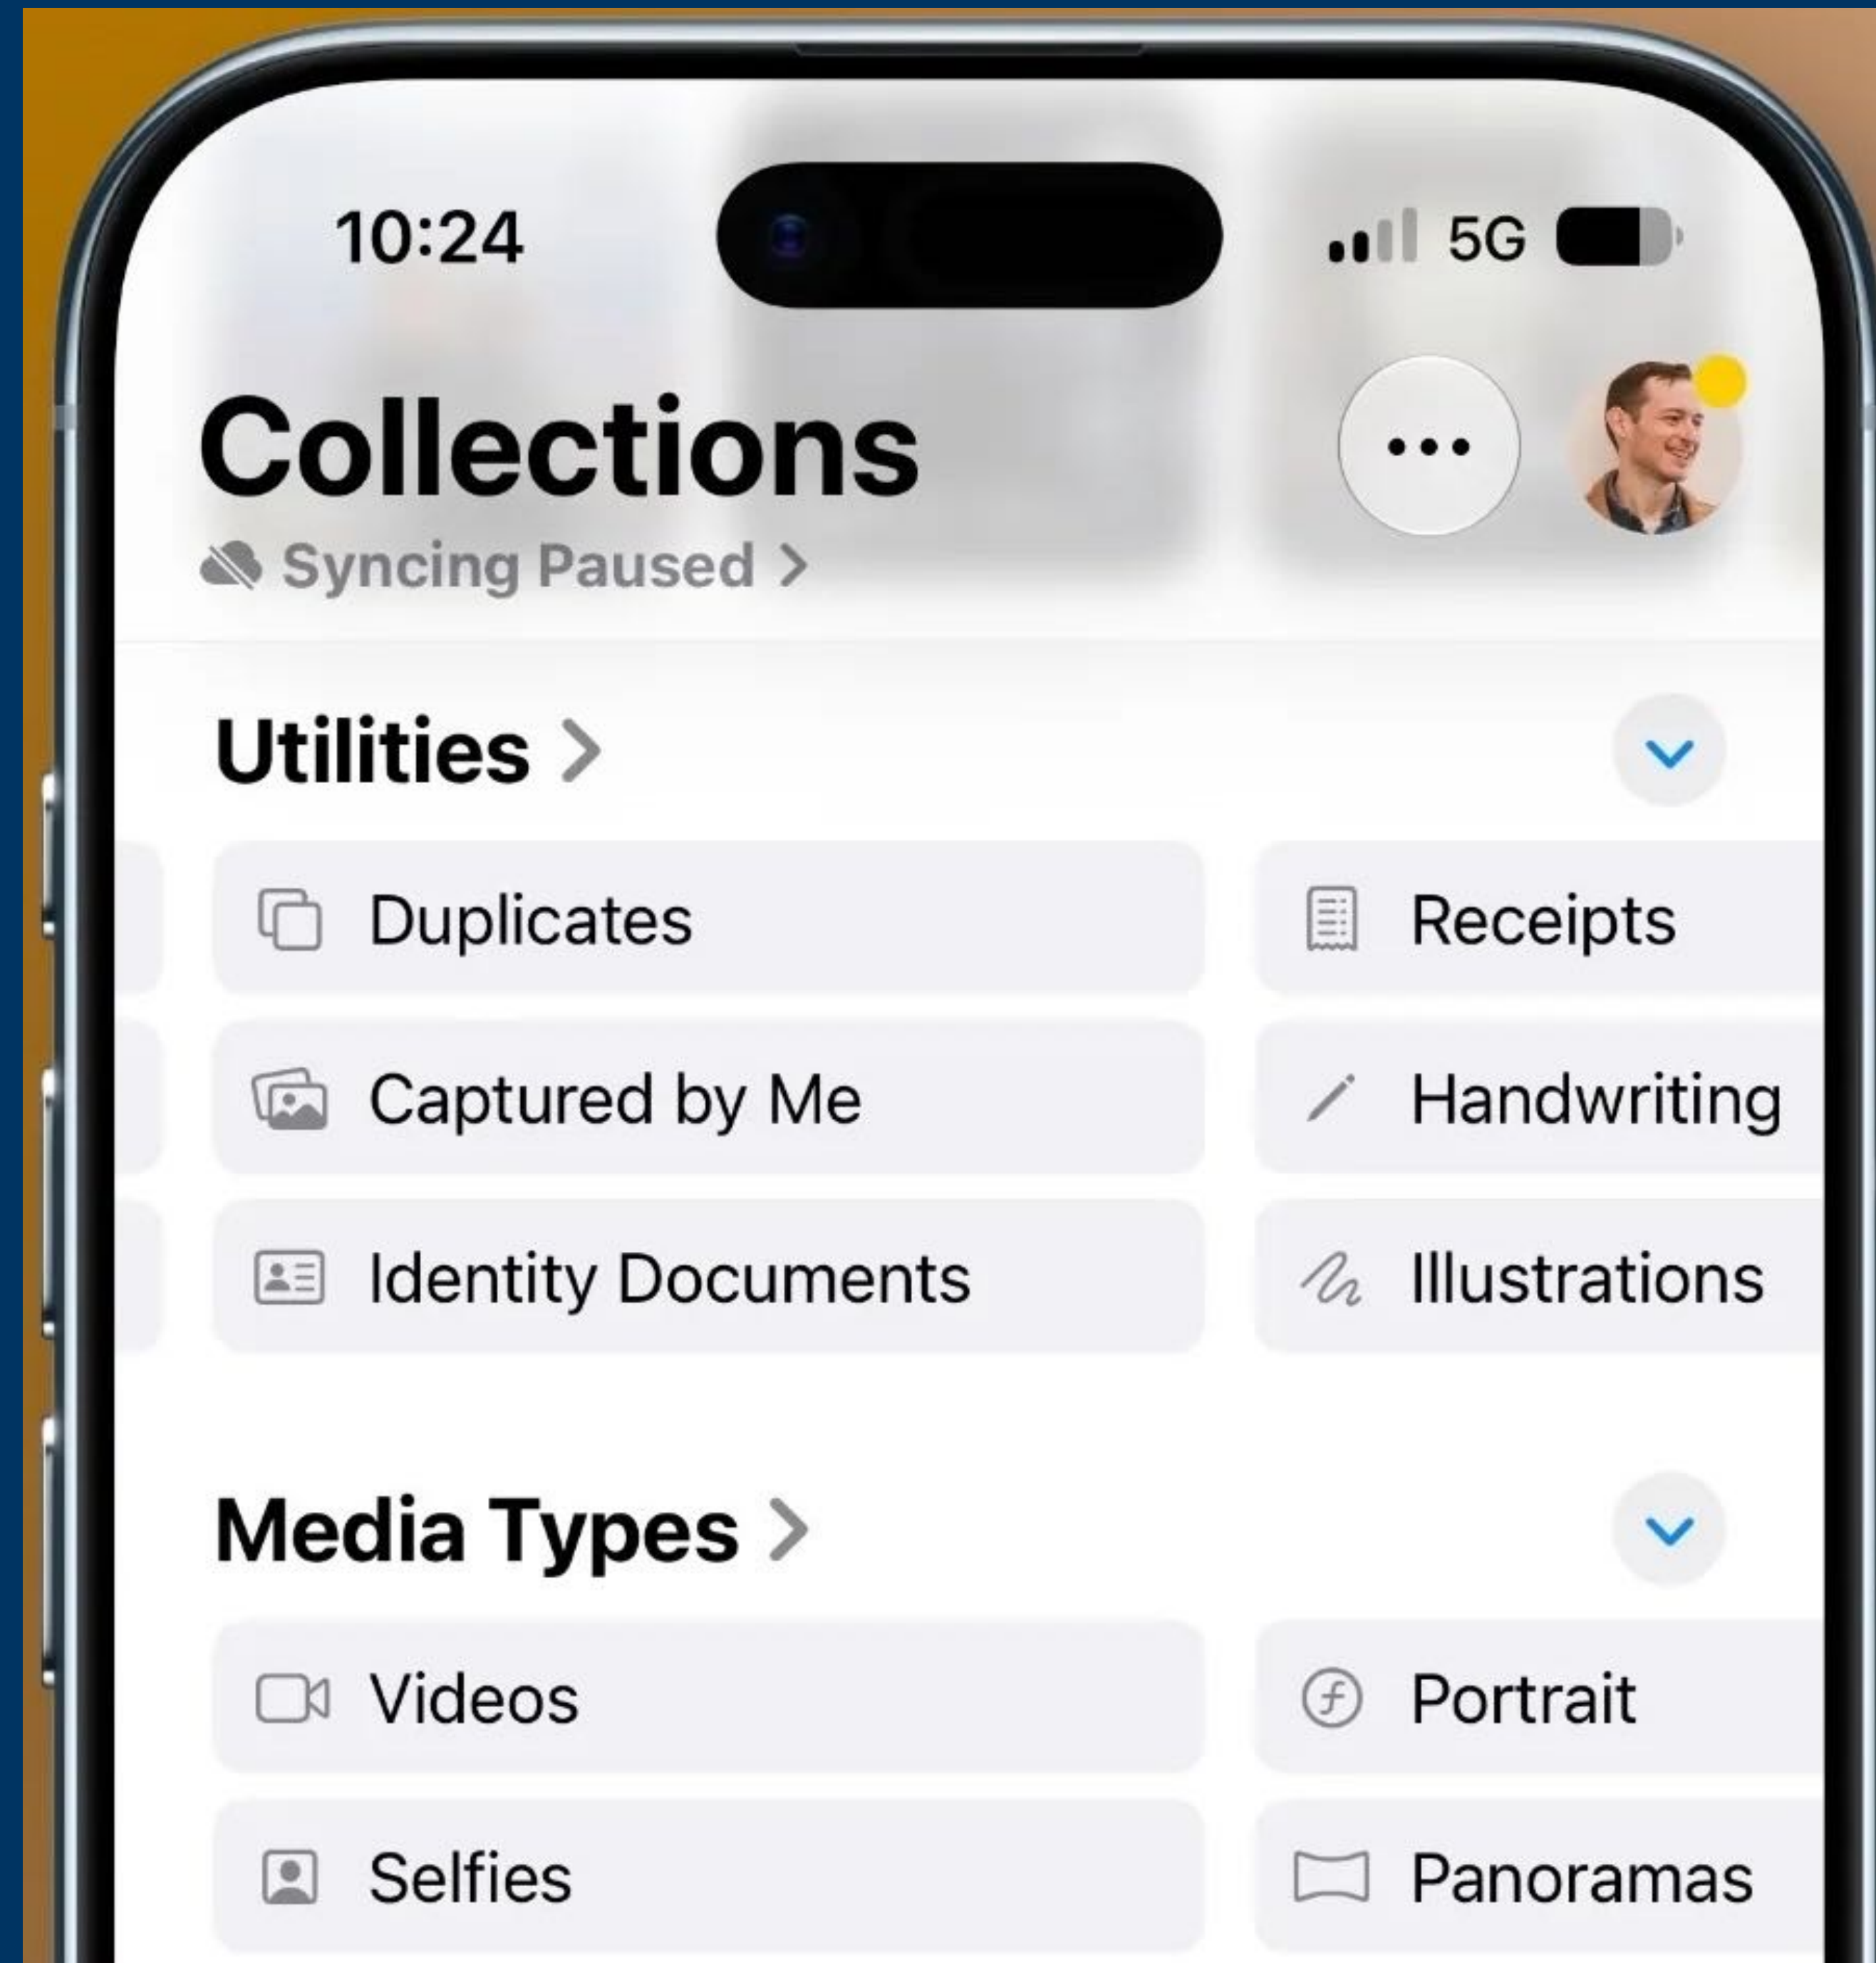 10:24
5G
Collections
Syncing Paused
Utilities
Duplicates
Receipts
Captured by Me
Handwriting
Identity Documents
Illustrations
Media Types
Videos
Portrait
Selfies
Panoramas